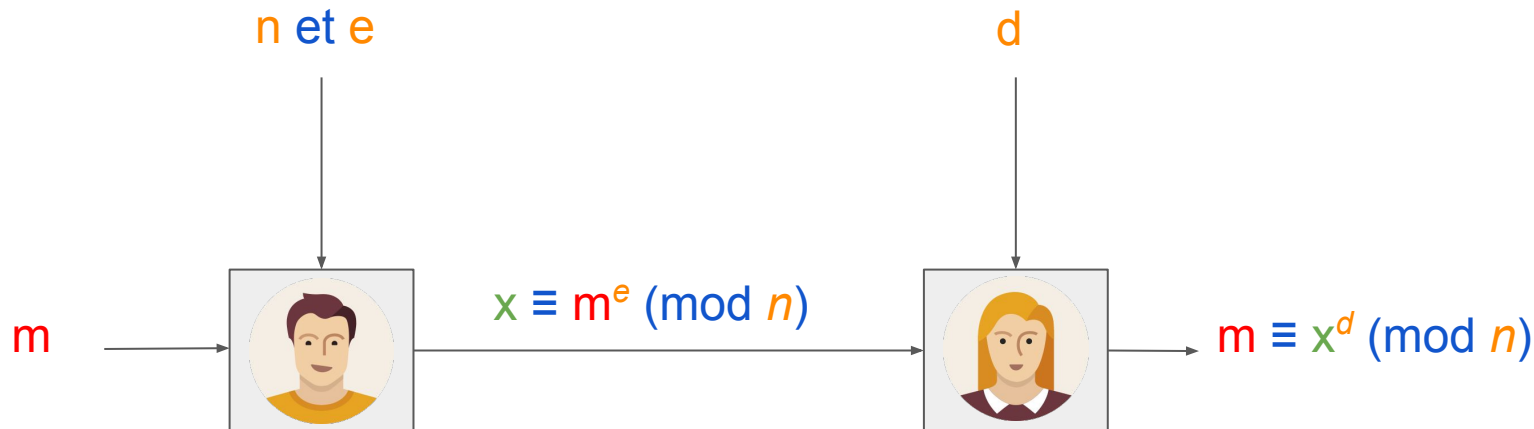 n et e
d
m
x ≡ mᵉ (mod n)
m ≡ xᵈ (mod n)